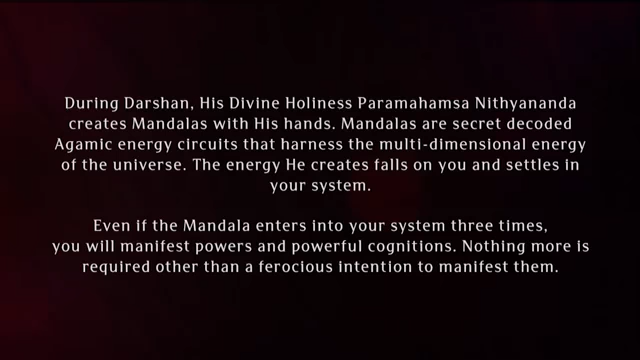 During Darshan, His Divine Holiness Paramahamsa Nithyananda
creates Mandalas with His hands. Mandalas are secret decoded
Agamic energy circuits that harness the multi-dimensional energy
of the universe. The energy He creates falls on you and settles in
your system.
Even if the Mandala enters into your system three times,
you will manifest powers and powerful cognitions. Nothing more is
required other than a ferocious intention to manifest them.